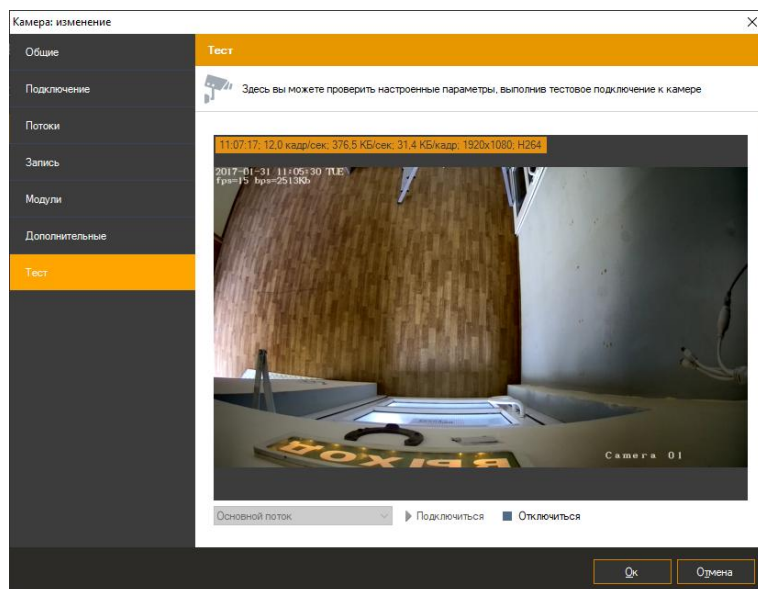 Камера: изменение
Общие
Подключение
Потоки
Запись
Модули
Дополнительные
Тест
Тест
Здесь вы можете проверить настроенные параметры, выполнив тестовое подключение к камере
11:07:17; 12,0 кадр/сек; 376,5 КБ/сек; 31,4 КБ/кадр; 1920x1080; H264
2017-01-31 11:05:30 TUE
fps=15 bps=2513Kb
ВЫХОД
Camera 01
Основной поток
Подключиться
Отключиться
Ок
Отмена